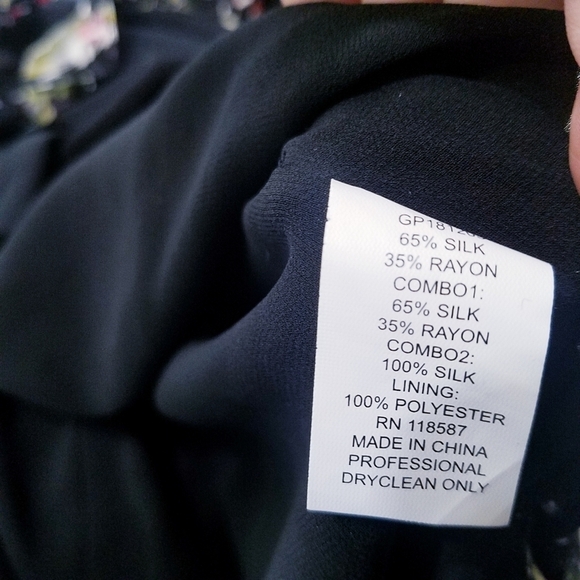 65% SILK
35% RAYON
COMBO1:
65% SILK
35% RAYON
COMBO2:
100% SILK
LINING:
100% POLYESTER
RN 118587
MADE IN CHINA
PROFESSIONAL
DRYCLEAN ONLY